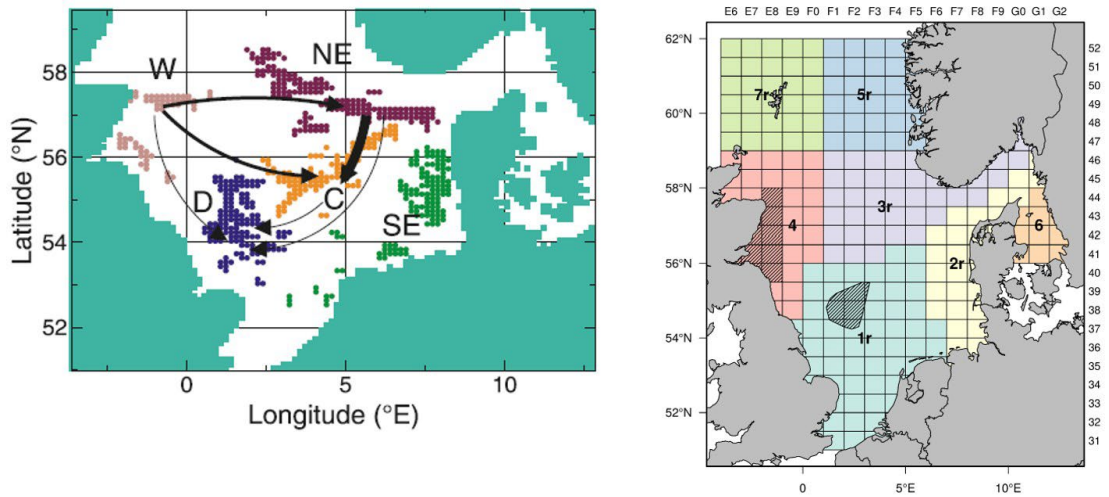 W
NE
D
C
SE
58
56
54
52
Latitude (°N)
0
5
10
Longitude (°E)
E6 E7 E8 E9 F0 F1 F2 F3 F4 F5 F6 F7 F8 F9 G0 G1 G2
62°N
60°N
58°N
56°N
54°N
52°N
7r
5r
4
3r
6
2r
1r
52
51
50
49
48
47
46
45
44
43
42
41
40
39
38
37
36
35
34
33
32
31
0
5°E
10°E